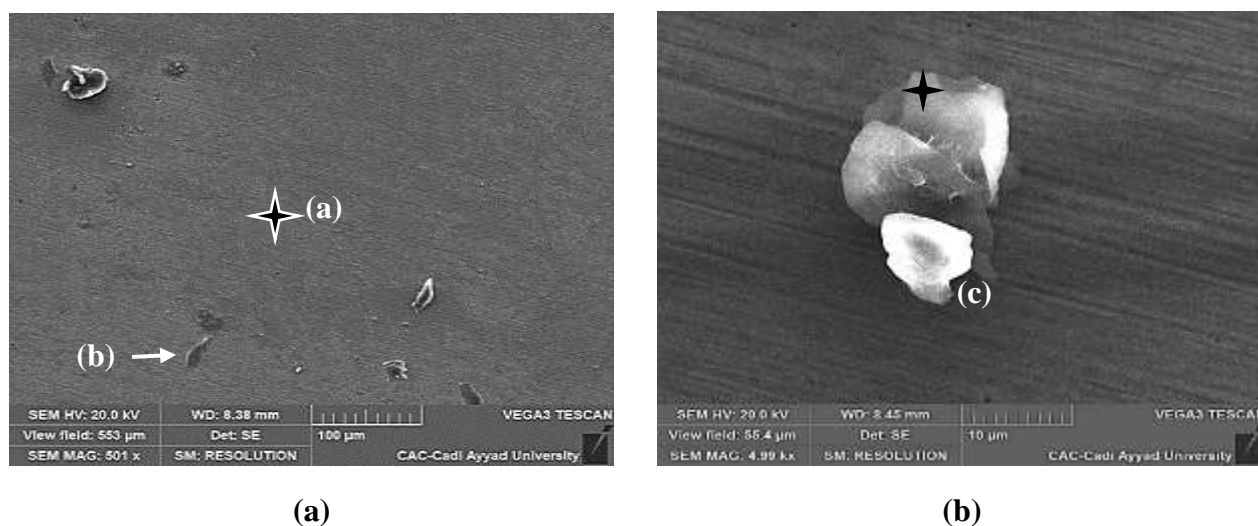 (a)
(b)
SEM HV: 20.0 kV WD: 8.38 mm VEGA3 TESCAN
View field: 553 µm Det: SE 100 µm
SEM MAG: 501 x SM: RESOLUTION CAC-Cadi Ayyad University
(a)
(c)
SEM HV: 20.0 kV WD: 8.45 mm VEGA3 TESCAN
View field: 55.4 µm Det: SE 10 µm
SEM MAG: 4.99 kx SM: RESOLUTION CAC-Cadi Ayyad University
(b)